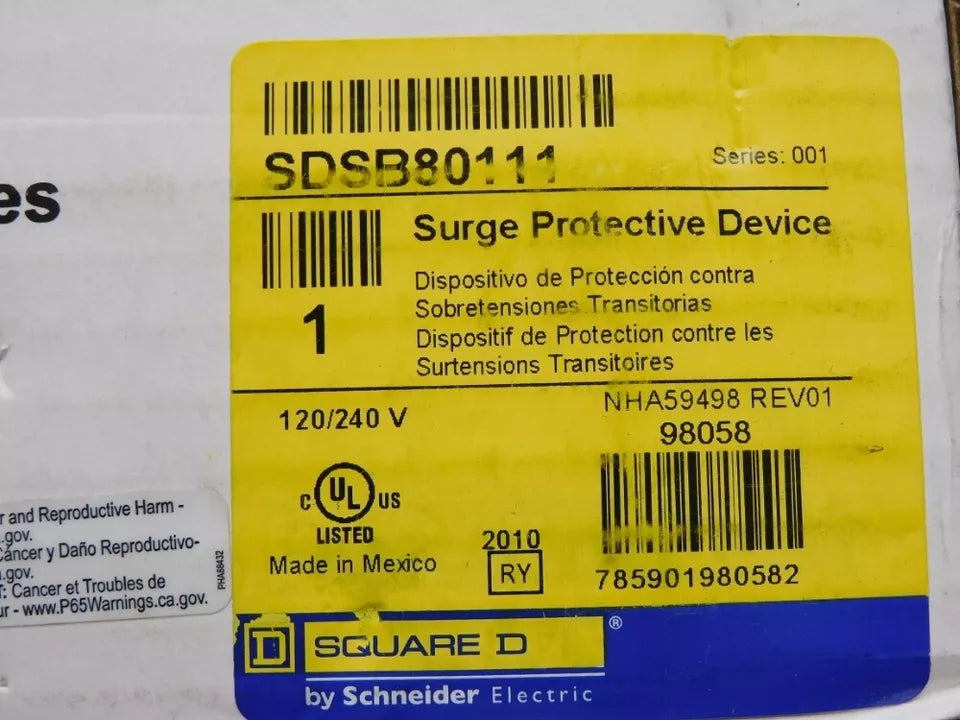 es
SDSB80111
Series: 001
Surge Protective Device
1
Dispositivo de Protección contra
Sobretensiones Transitorias
Dispositif de Protection contre les
Surtensions Transitoires
120/240 V
NHA59498 REV01
98058
C UL US
LISTED
Made in Mexico
2010
RY
785901980582
D SQUARE D ®
by Schneider Electric
r and Reproductive Harm -
.gov.
Cáncer y Daño Reproductivo-
.gov.
: Cancer et Troubles de
ur - www.P65Warnings.ca.gov.
PHA88432